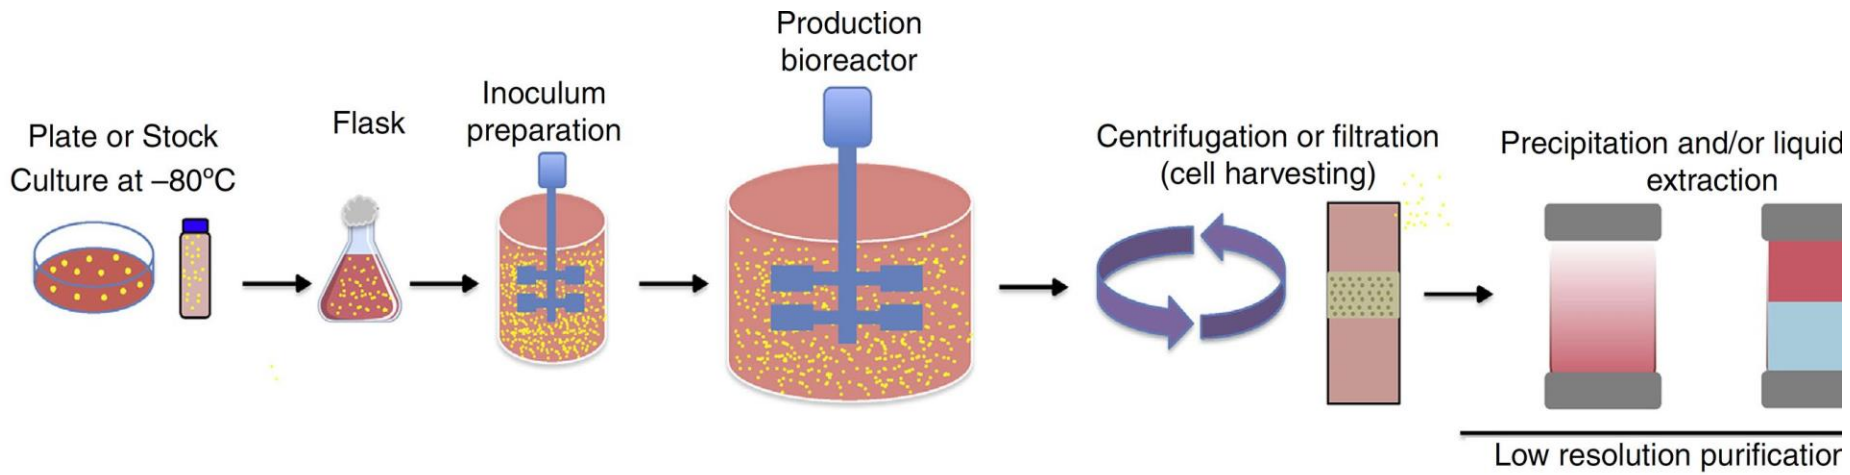 Plate or Stock
Culture at –80ºC
Flask
Inoculum
preparation
Production
bioreactor
Centrifugation or filtration
(cell harvesting)
Precipitation and/or liquid
extraction
Low resolution purification